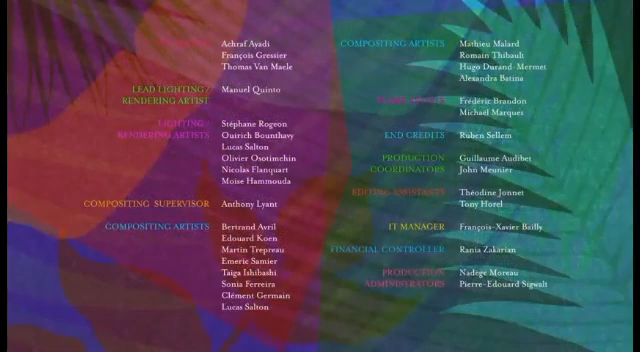 Achraf Ayadi
François Gressier
Thomas Van Maele
LEAD LIGHTING / Manuel Quinto
RENDERING ARTIST
LIGHTING / Stéphane Rogeon
RENDERING ARTISTS Outrich Bounthavy
Lucas Salton
Olivier Osotimehin
Nicolas Flanquart
Moïse Hammouda
COMPOSITING SUPERVISOR Anthony Lyant
COMPOSITING ARTISTS Bertrand Avril
Edouard Koen
Martin Trepreau
Emeric Samier
Taiga Ishibashi
Sonia Ferreira
Clément Germain
Lucas Salton
COMPOSITING ARTISTS Mathieu Malard
Romain Thibault
Hugo Durand-Mermet
Alexandra Batina
Frédéric Brandon
Michaël Marques
END CREDITS Ruben Sellem
PRODUCTION Guillaume Audibet
COORDINATORS John Meunier
EDITING ASSISTANTS Théodine Jonnet
Tony Horel
IT MANAGER François-Xavier Bailly
FINANCIAL CONTROLLER Rania Zakarian
PRODUCTION Nadège Moreau
ADMINISTRATORS Pierre-Edouard Sigwalt